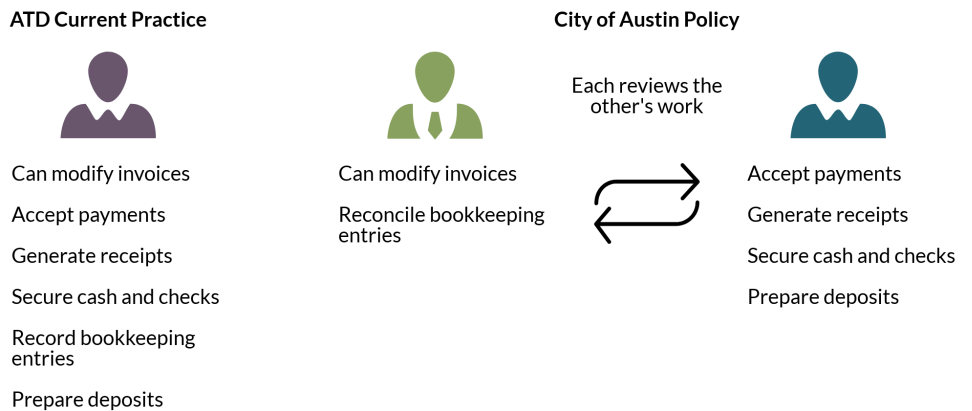 ATD Current Practice
Can modify invoices
Accept payments
Generate receipts
Secure cash and checks
Record bookkeeping
entries
Prepare deposits
City of Austin Policy
Each reviews the
other's work
Can modify invoices
Reconcile bookkeeping
entries
Accept payments
Generate receipts
Secure cash and checks
Prepare deposits